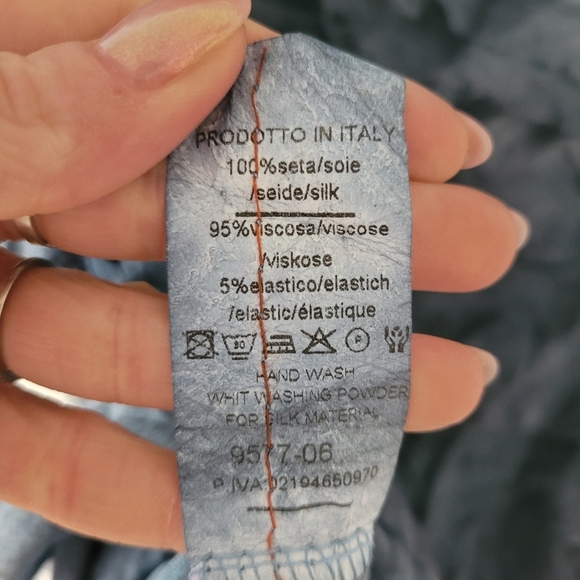 PRODOTTO IN ITALY
100%seta/soie
/seide/silk
95%viscosa/viscose
/viskose
5%elastico/elastich
/elastic/élastique
30 P
HAND WASH
WHIT WASHING POWDER
FOR SILK MATERIAL
9577-06
P.IVA:02194650970